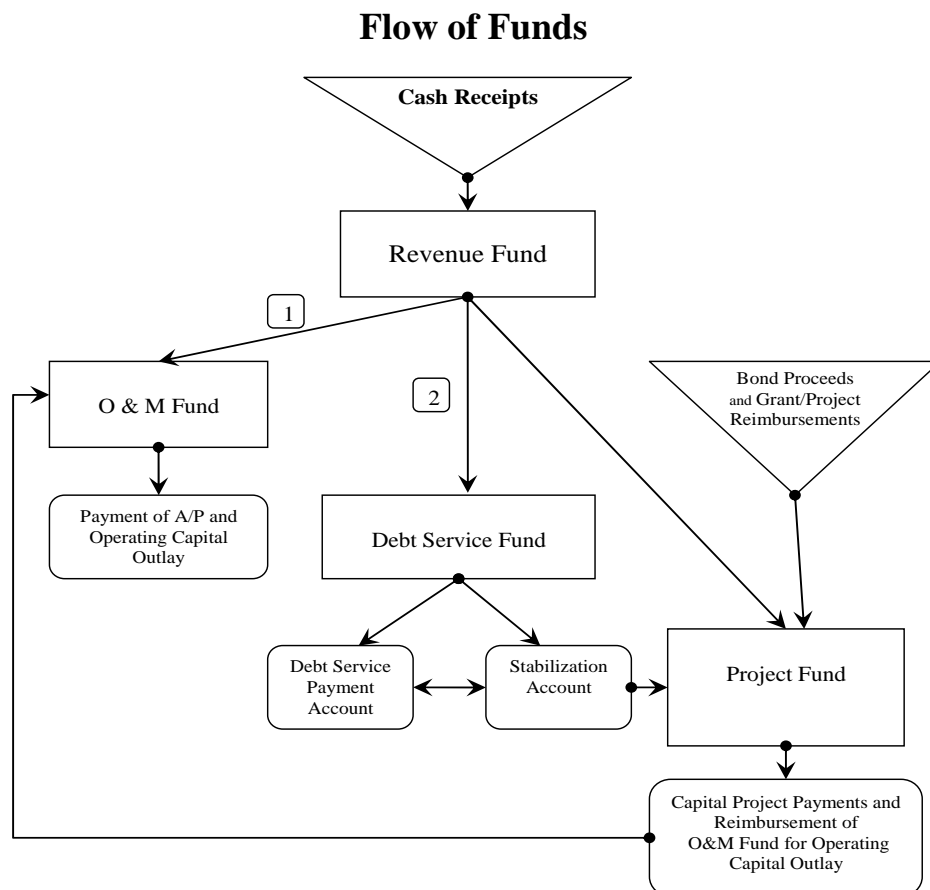 Flow of Funds
Cash Receipts
Revenue Fund
1
O & M Fund
2
Bond Proceeds
and Grant/Project
Reimbursements
Payment of A/P and
Operating Capital
Outlay
Debt Service Fund
Debt Service
Payment
Account
Stabilization
Account
Project Fund
Capital Project Payments and
Reimbursement of
O&M Fund for Operating
Capital Outlay